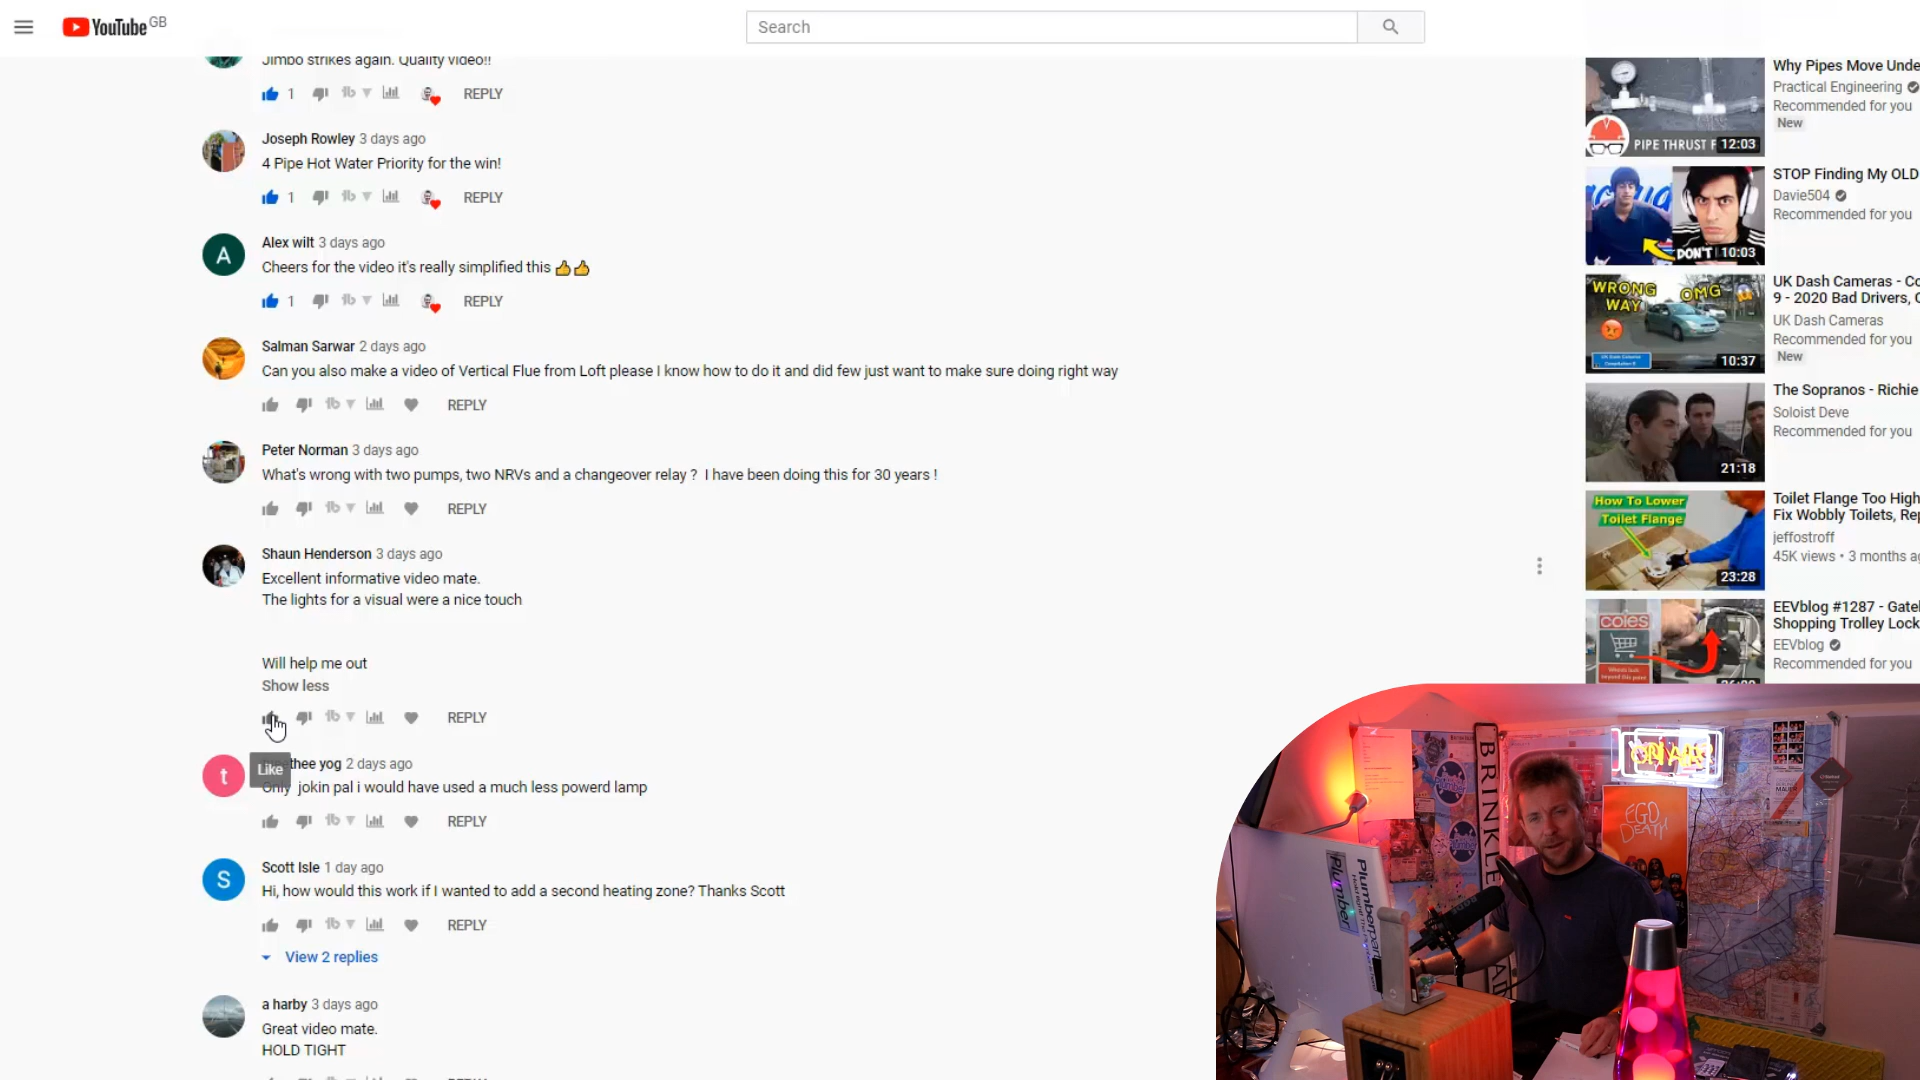 YouTube GB
Search
Jimbo strikes again. Quality video!!
1 REPLY
Joseph Rowley 3 days ago
4 Pipe Hot Water Priority for the win!
1 REPLY
Alex wilt 3 days ago
A
Cheers for the video it's really simplified this 👍👍
1 REPLY
Salman Sarwar 2 days ago
Can you also make a video of Vertical Flue from Loft please I know how to do it and did few just want to make sure doing right way
REPLY
Peter Norman 3 days ago
What's wrong with two pumps, two NRVs and a changeover relay ? I have been doing this for 30 years !
REPLY
Shaun Henderson 3 days ago
Excellent informative video mate.
The lights for a visual were a nice touch
Will help me out
Show less
REPLY
Like
thee yog 2 days ago
t
Only jokin pal i would have used a much less powerd lamp
REPLY
Scott Isle 1 day ago
S
Hi, how would this work if I wanted to add a second heating zone? Thanks Scott
REPLY
View 2 replies
a harby 3 days ago
Great video mate.
HOLD TIGHT
Why Pipes Move Unde
Practical Engineering
Recommended for you
New
PIPE THRUST F
12:03
STOP Finding My OLD
Davie504
Recommended for you
DON'T
10:03
UK Dash Cameras - Co
9 - 2020 Bad Drivers, C
UK Dash Cameras
Recommended for you
New
WRONG WAY
OMG
10:37
The Sopranos - Richie
Soloist Deve
Recommended for you
21:18
Toilet Flange Too High
Fix Wobbly Toilets, Rep
jeffostroff
45K views • 3 months ag
How To Lower
Toilet Flange
23:28
EEVblog #1287 - Gatel
Shopping Trolley Lock
EEVblog
Recommended for you
coles
BRINKLE
ON AIR
EGO
DEATH
Plumber
Plumberpar